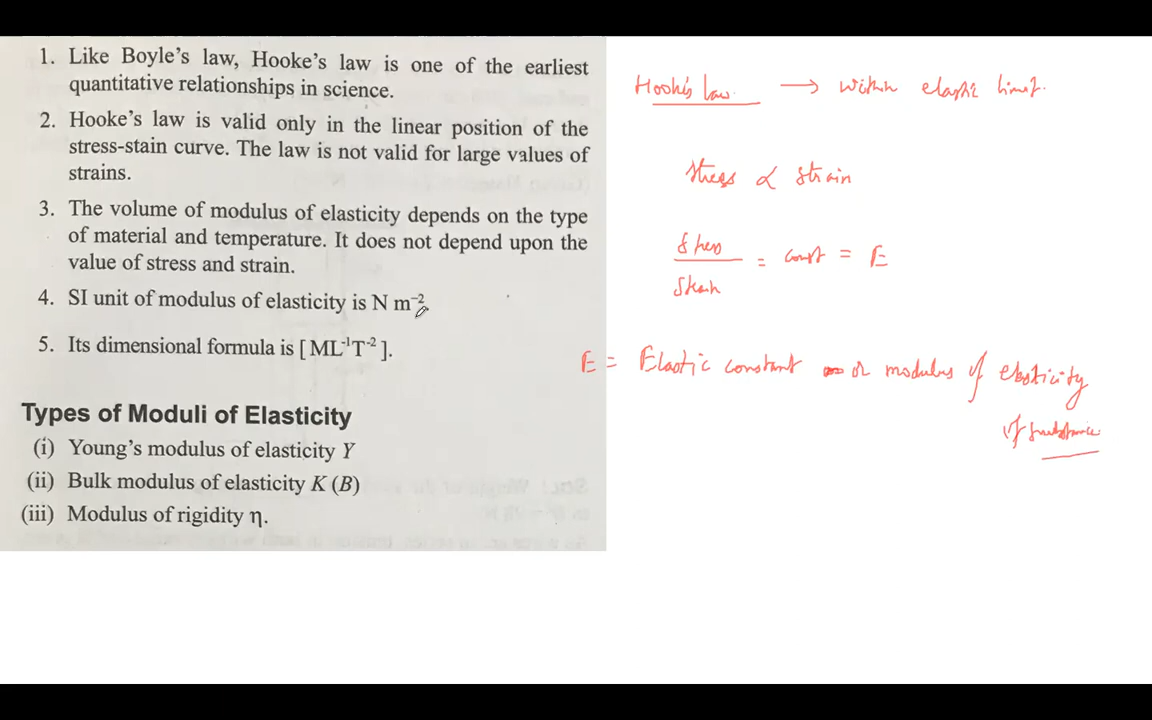 1. Like Boyle's law, Hooke's law is one of the earliest
quantitative relationships in science.
2. Hooke's law is valid only in the linear position of the
stress-stain curve. The law is not valid for large values of
strains.
3. The volume of modulus of elasticity depends on the type
of material and temperature. It does not depend upon the
value of stress and strain.
4. SI unit of modulus of elasticity is N m⁻²
5. Its dimensional formula is [ ML⁻¹T⁻² ].
Types of Moduli of Elasticity
(i) Young's modulus of elasticity Y
(ii) Bulk modulus of elasticity K (B)
(iii) Modulus of rigidity η.
Hook's law → within elastic limit.
stress ∝ strain
stress
= const = E
strain
E = Elastic constant or modulus of elasticity
of substance